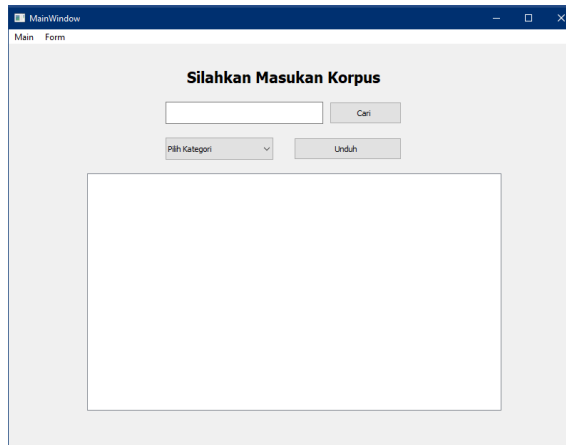 MainWindow
Main Form
Silahkan Masukan Korpus
Cari
Pilih Kategori
Unduh